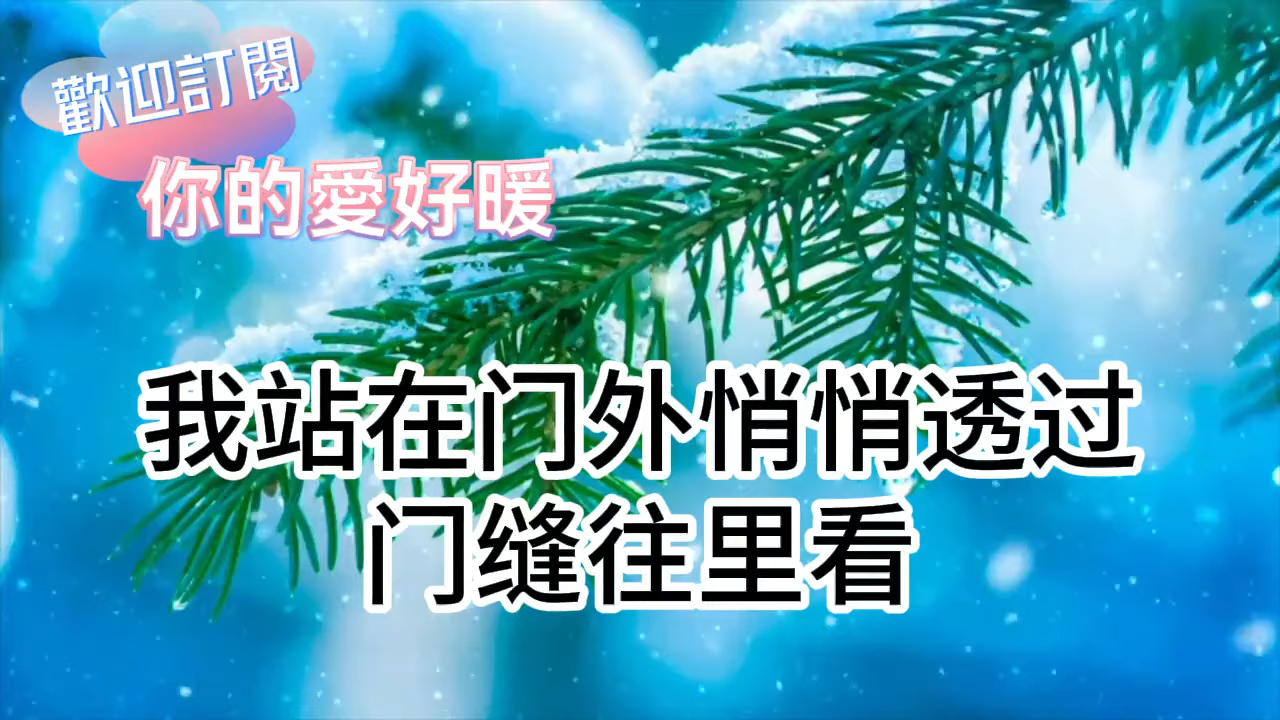 歡迎訂閱
你的愛好暖
我站在门外悄悄透过
门缝往里看